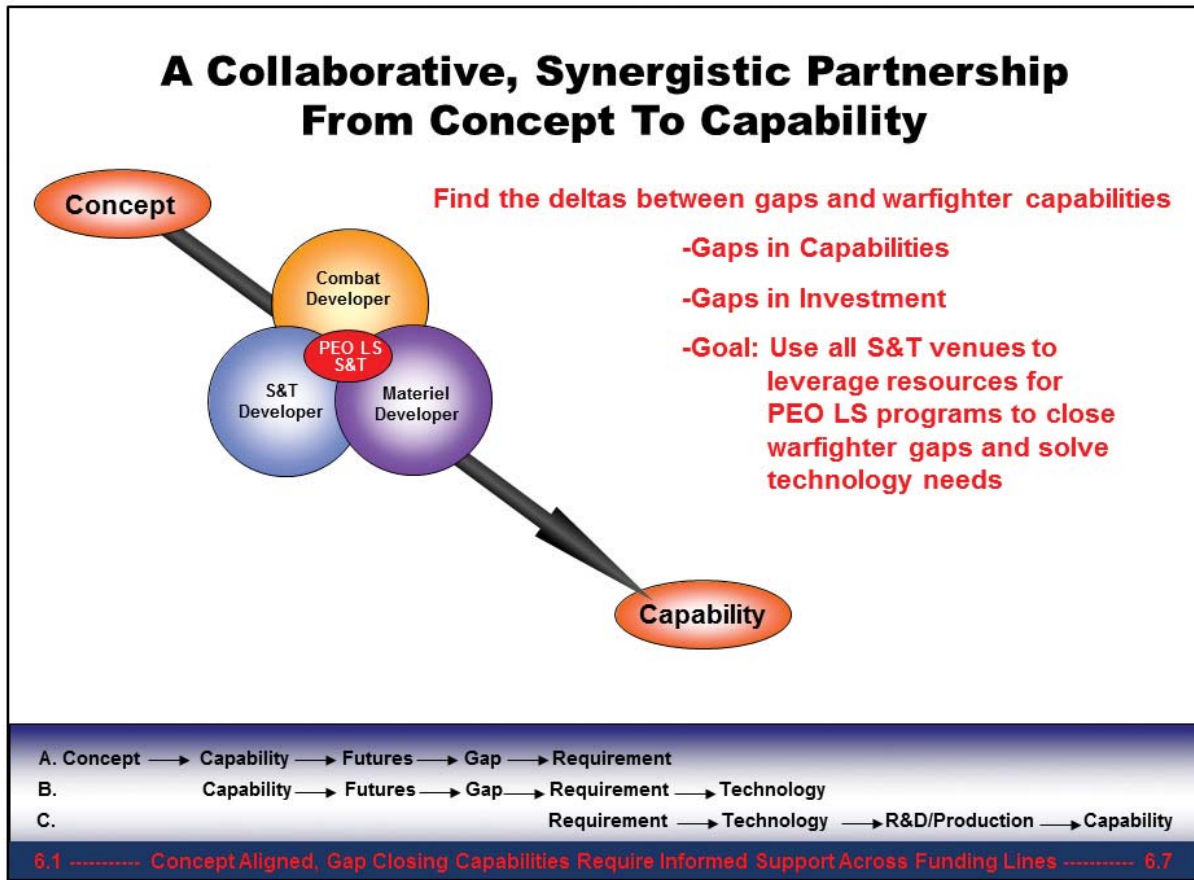 A Collaborative, Synergistic Partnership
From Concept To Capability
Concept
Combat
Developer
PEO LS
S&T
S&T
Developer
Materiel
Developer
Capability
Find the deltas between gaps and warfighter capabilities
-Gaps in Capabilities
-Gaps in Investment
-Goal: Use all S&T venues to
leverage resources for
PEO LS programs to close
warfighter gaps and solve
technology needs
A. Concept → Capability → Futures → Gap → Requirement
B. Capability → Futures → Gap → Requirement → Technology
C. Requirement → Technology → R&D/Production → Capability
6.1 ---------- Concept Aligned, Gap Closing Capabilities Require Informed Support Across Funding Lines ---------- 6.7